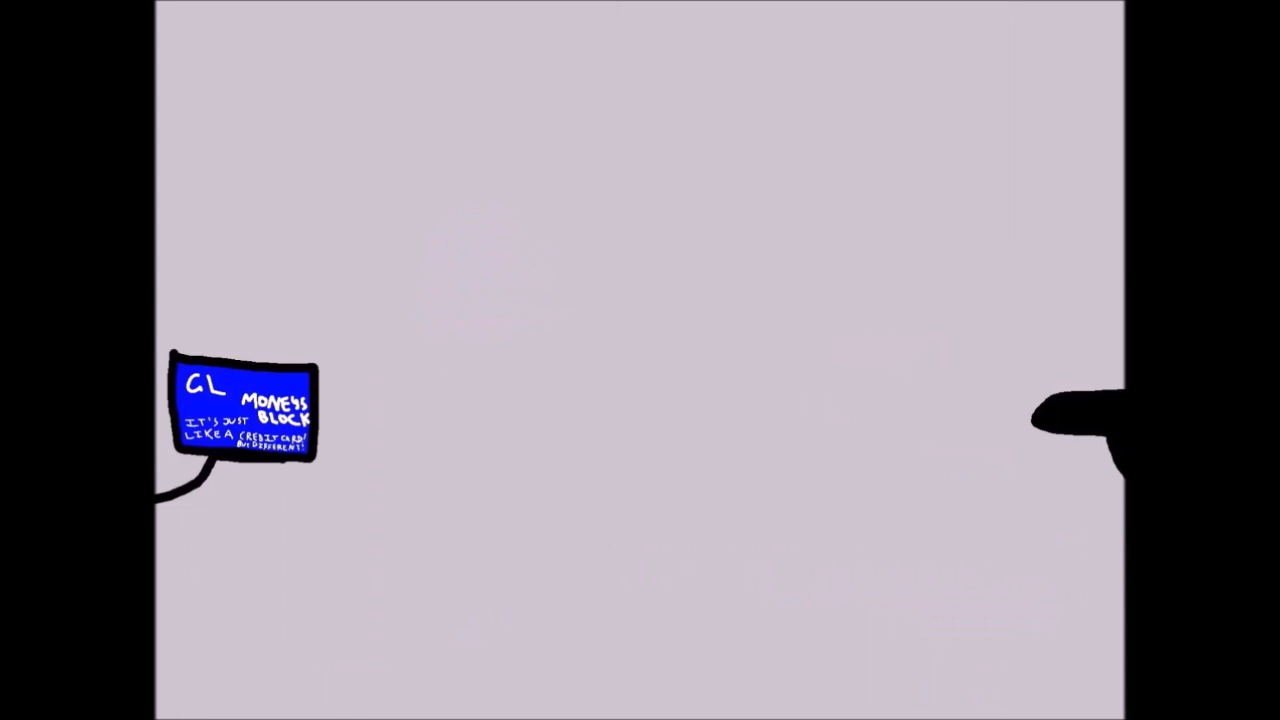 GL
MONEYS
BLOCK
IT'S JUST
LIKE A CREDIT CARD!
BUT DIFFERENT!